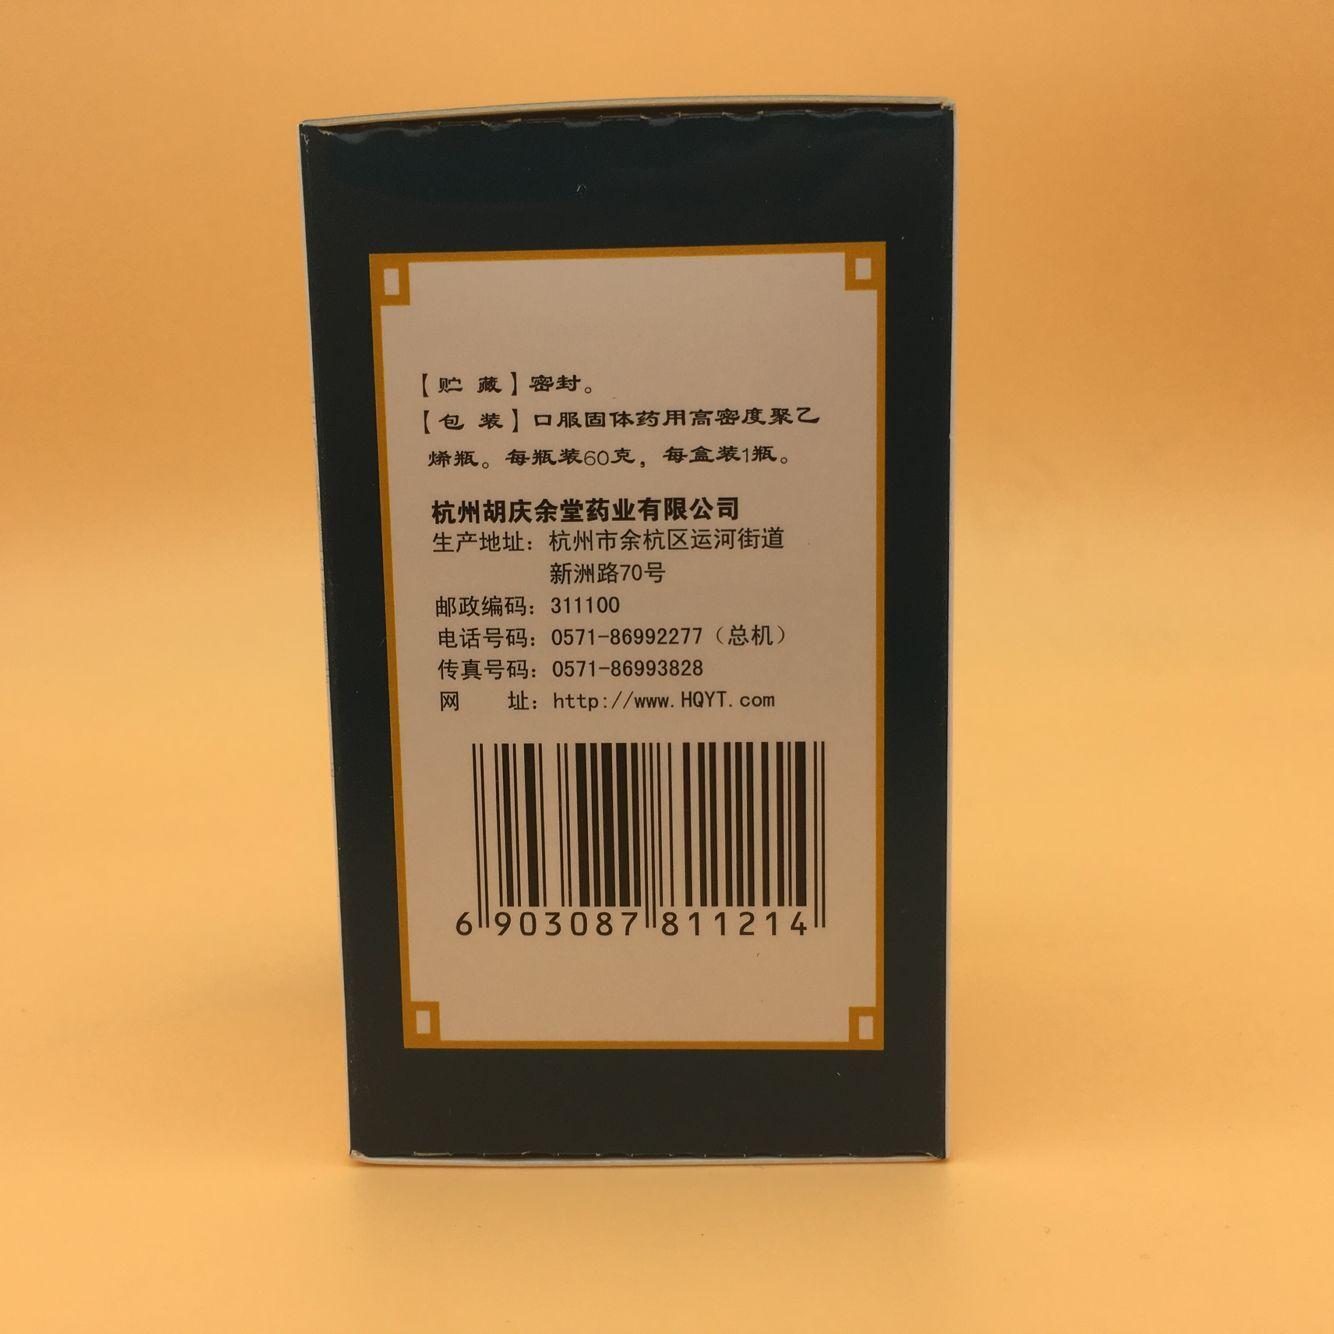 【贮 藏】密封。
【包 装】口服固体药用高密度聚乙
烯瓶。每瓶装60克，每盒装1瓶。
杭州胡庆余堂药业有限公司
生产地址：杭州市余杭区运河街道
新洲路70号
邮政编码：311100
电话号码：0571-86992277（总机）
传真号码：0571-86993828
网 址：http://www.HQYT.com
6 903087 811214